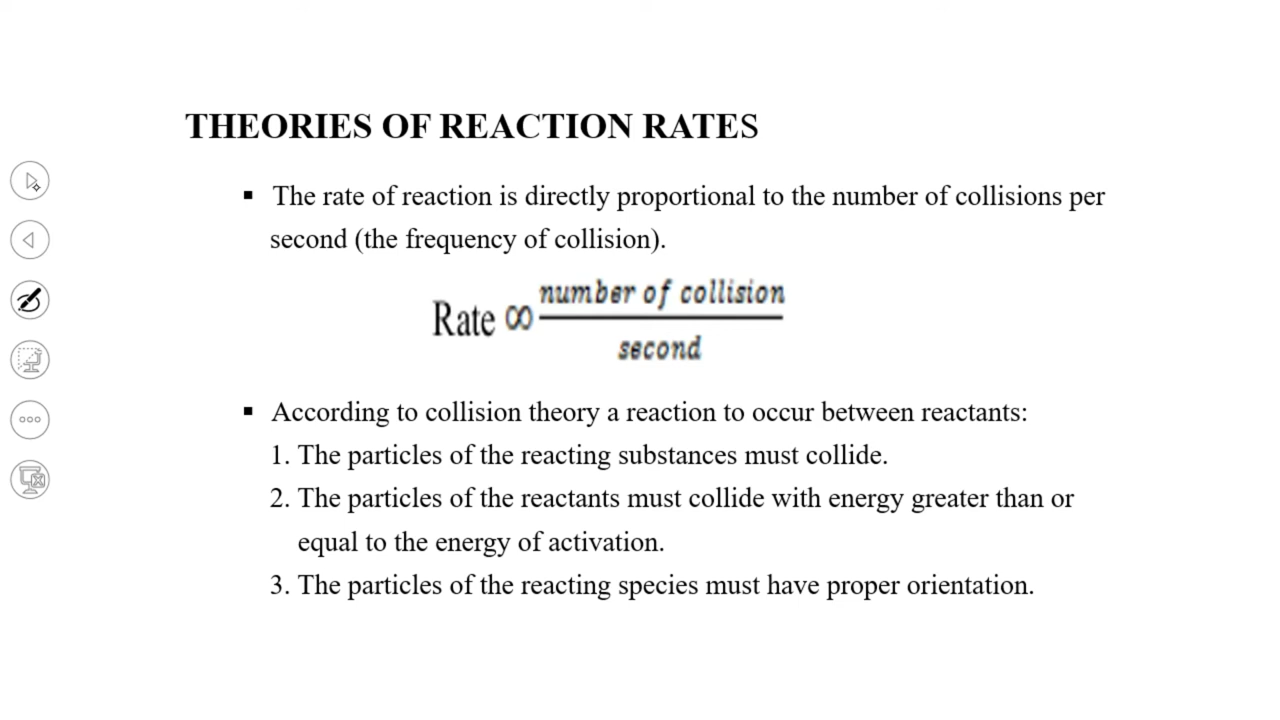 THEORIES OF REACTION RATES
▪ The rate of reaction is directly proportional to the number of collisions per
second (the frequency of collision).
Rate ∞ number of collision
second
▪ According to collision theory a reaction to occur between reactants:
1. The particles of the reacting substances must collide.
2. The particles of the reactants must collide with energy greater than or
equal to the energy of activation.
3. The particles of the reacting species must have proper orientation.